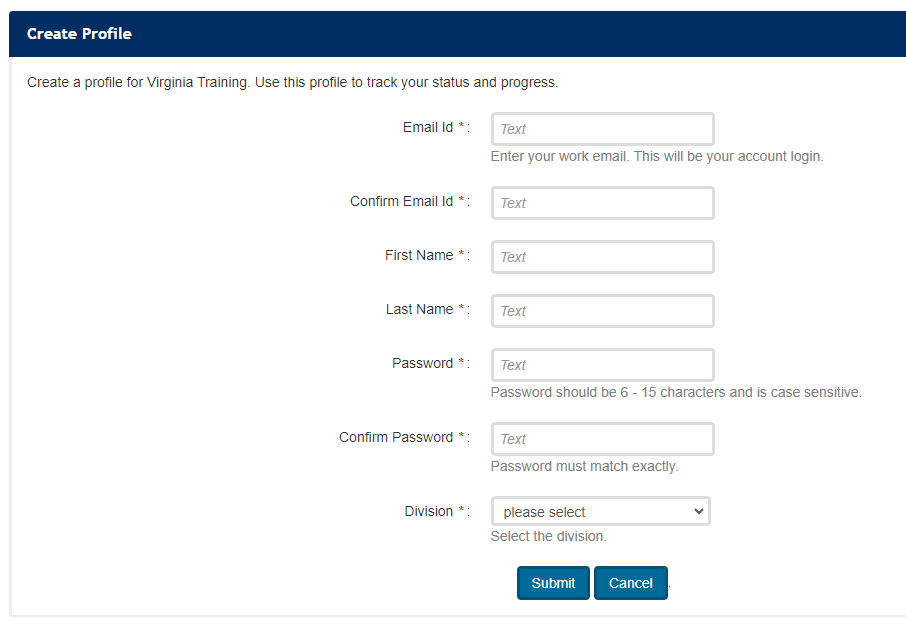 Create Profile
Create a profile for Virginia Training. Use this profile to track your status and progress.
Email Id *: Text
Enter your work email. This will be your account login.
Confirm Email Id *: Text
First Name *: Text
Last Name *: Text
Password *: Text
Password should be 6 - 15 characters and is case sensitive.
Confirm Password *: Text
Password must match exactly.
Division *: please select
Select the division.
Submit Cancel .